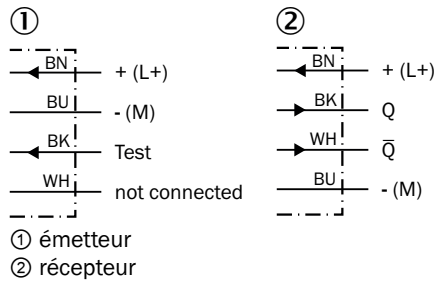 ①
BN + (L+)
BU - (M)
BK Test
WH not connected
②
BN + (L+)
BK Q
WH Q̅
BU - (M)
① émetteur
② récepteur